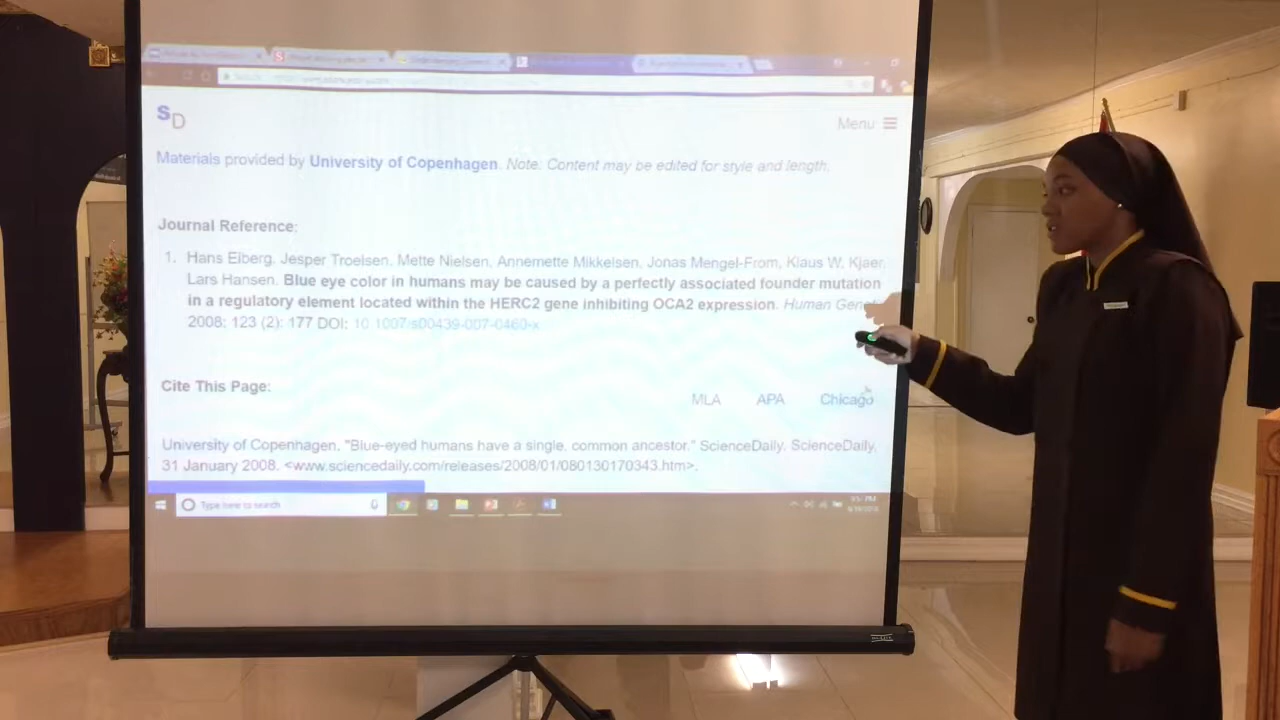 SD
Menu
Materials provided by University of Copenhagen. Note: Content may be edited for style and length.
Journal Reference:
1. Hans Eiberg, Jesper Troelsen, Mette Nielsen, Annemette Mikkelsen, Jonas Mengel-From, Klaus W. Kjaer,
Lars Hansen. Blue eye color in humans may be caused by a perfectly associated founder mutation
in a regulatory element located within the HERC2 gene inhibiting OCA2 expression. Human
2008; 123 (2): 177 DOI: 10.1007/s00439-007-0460-x
Cite This Page:
MLA APA Chicago
University of Copenhagen. "Blue-eyed humans have a single, common ancestor." ScienceDaily. ScienceDaily,
31 January 2008. <www.sciencedaily.com/releases/2008/01/080130170343.htm>.
Type here to search